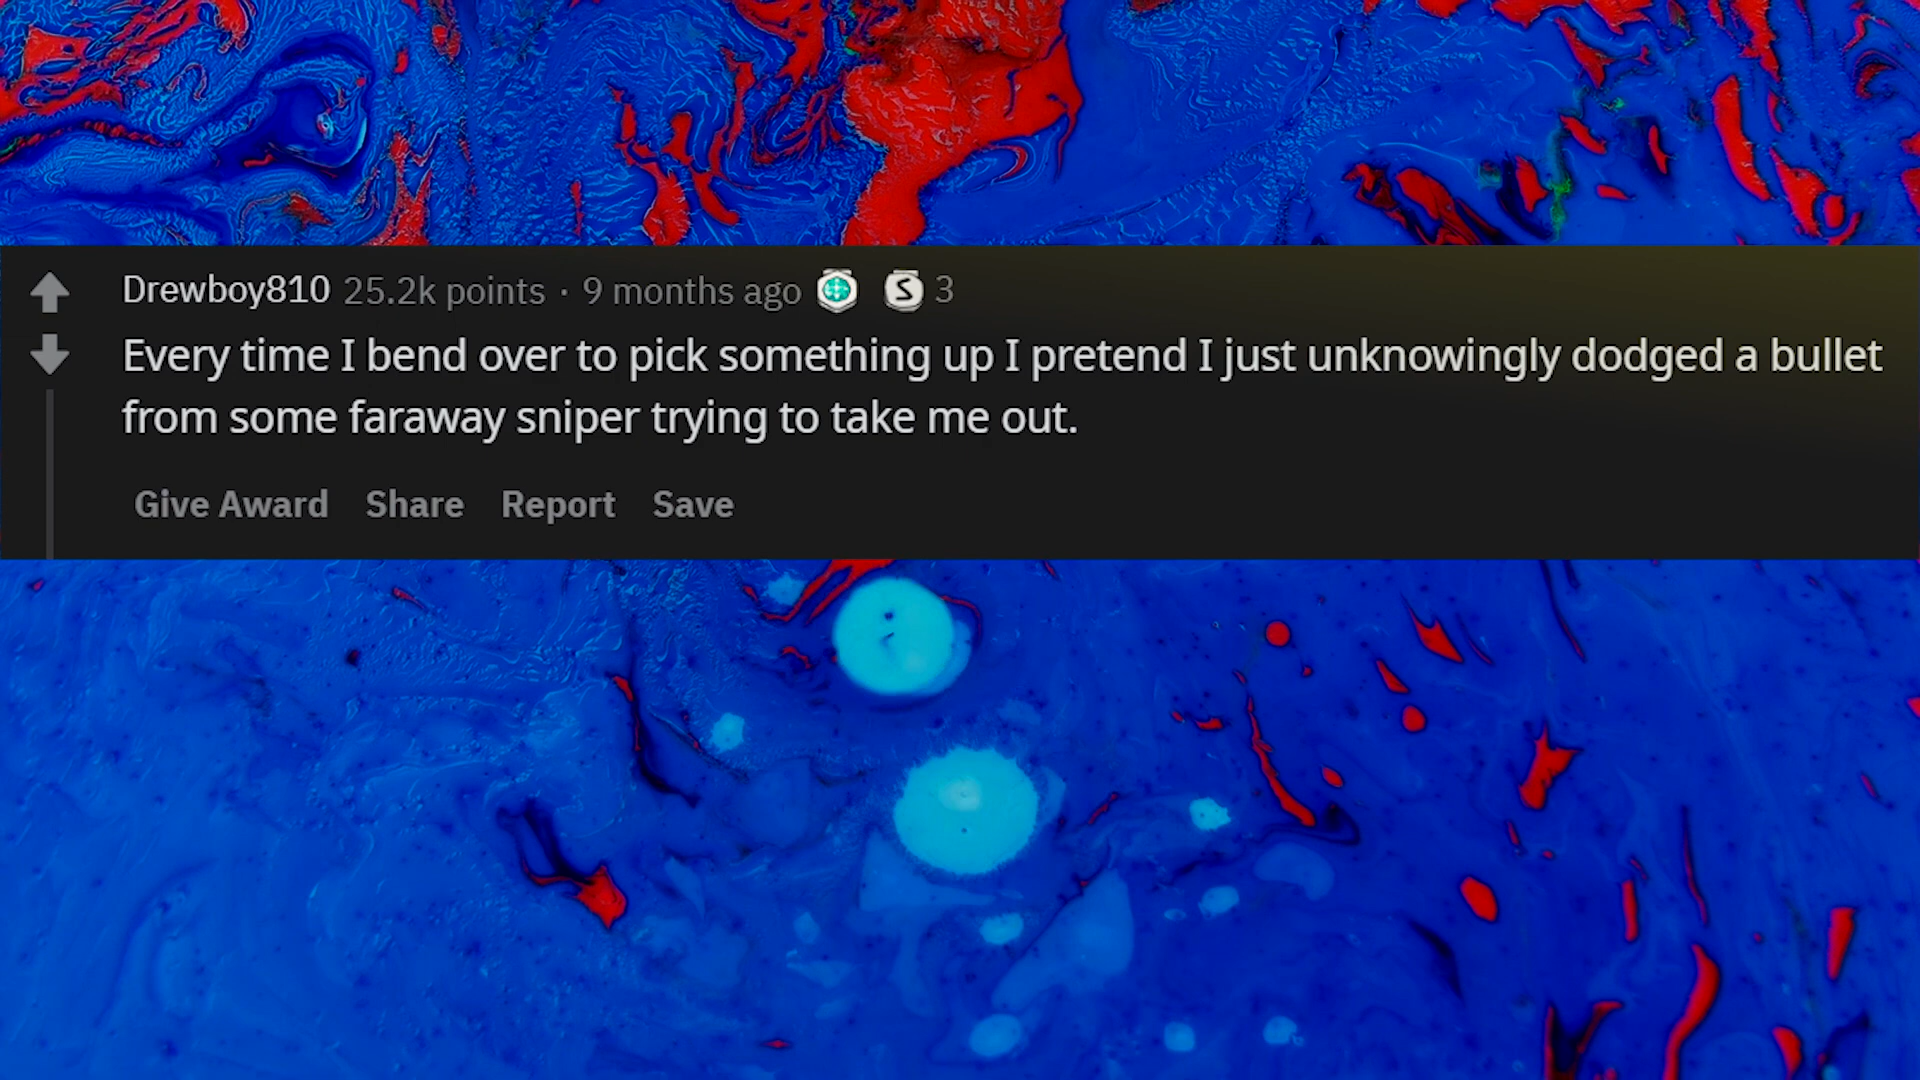 Drewboy810 25.2k points · 9 months ago S 3
Every time I bend over to pick something up I pretend I just unknowingly dodged a bullet
from some faraway sniper trying to take me out.
Give Award Share Report Save